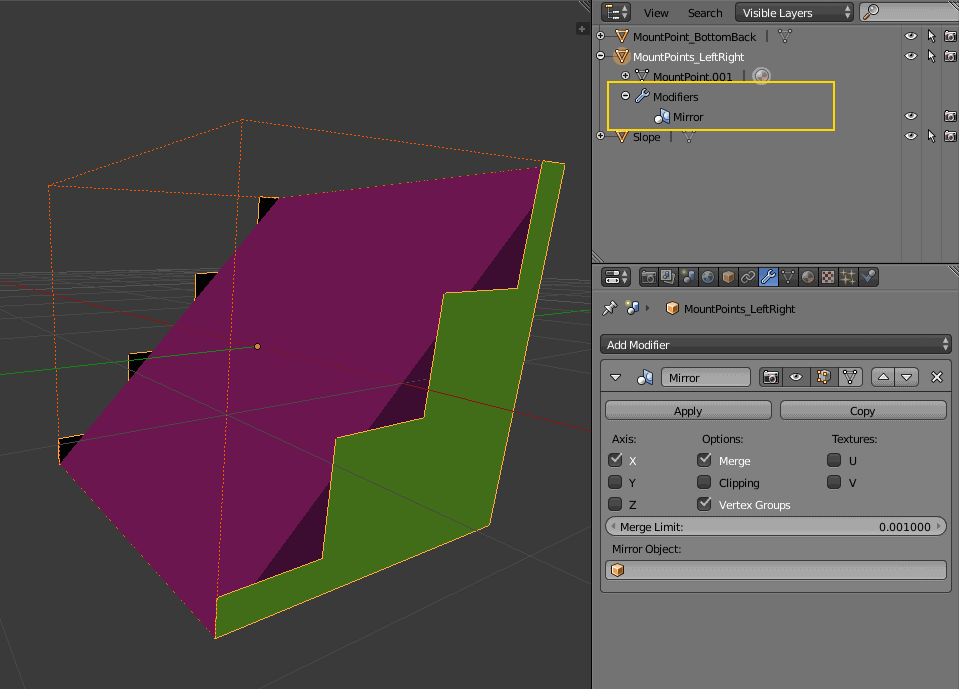 View Search Visible Layers
MountPoint_BottomBack
MountPoints_LeftRight
MountPoint.001
Modifiers
Mirror
Slope
MountPoints_LeftRight
Add Modifier
Mirror
Apply Copy
Axis: Options: Textures:
X Merge U
Y Clipping V
Z Vertex Groups
Merge Limit: 0.001000
Mirror Object: